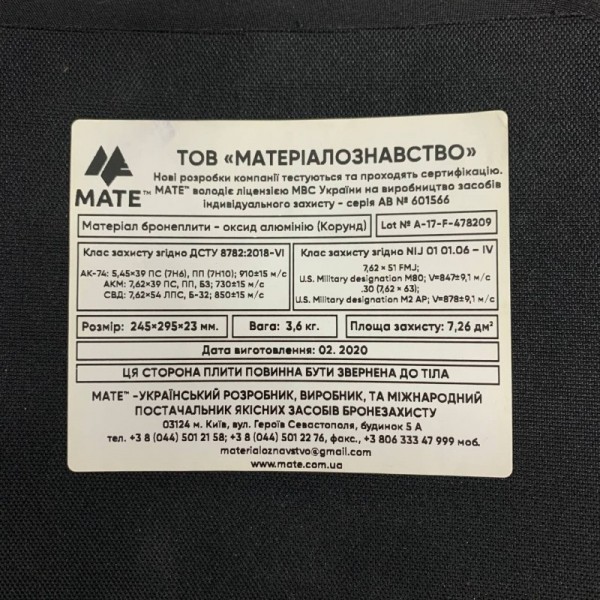 ТОВ «МАТЕРІАЛОЗНАВСТВО»
Нові розробки компанії тестуються та проходять сертифікацію.
MATE™ володіє ліцензією МВС України на виробництво засобів
індивідуального захисту - серія АВ № 601566
MATE™
Матеріал бронеплити - оксид алюмінію (Корунд)
Lot № A-17-F-478209
Клас захисту згідно ДСТУ 8782:2018-VI
АК-74: 5,45×39 ПС (7Н6), ПП (7Н10); 910±15 м/с
АКМ: 7,62×39 ПС, ПП, БЗ; 730±15 м/с
СВД: 7,62×54 ЛПС, Б-32; 850±15 м/с
Клас захисту згідно NIJ 01 01.06 - IV
7,62 × 51 FMJ;
U.S. Military designation M80; V=847±9,1 м/с
.30 (7,62 × 63);
U.S. Military designation M2 AP; V=878±9,1 м/с
Розмір: 245×295×23 мм.
Вага: 3,6 кг.
Площа захисту: 7,26 дм²
Дата виготовлення: 02. 2020
ЦЯ СТОРОНА ПЛИТИ ПОВИННА БУТИ ЗВЕРНЕНА ДО ТІЛА
MATE™ -УКРАЇНСЬКИЙ РОЗРОБНИК, ВИРОБНИК, ТА МІЖНАРОДНИЙ
ПОСТАЧАЛЬНИК ЯКІСНИХ ЗАСОБІВ БРОНЕЗАХИСТУ
03124 м. Київ, вул. Героїв Севастополя, будинок 5 А
тел. +3 8 (044) 501 21 58; +3 8 (044) 501 22 76, факс., +3 806 333 47 999 моб.
materialoznavstvo@gmail.com
www.mate.com.ua